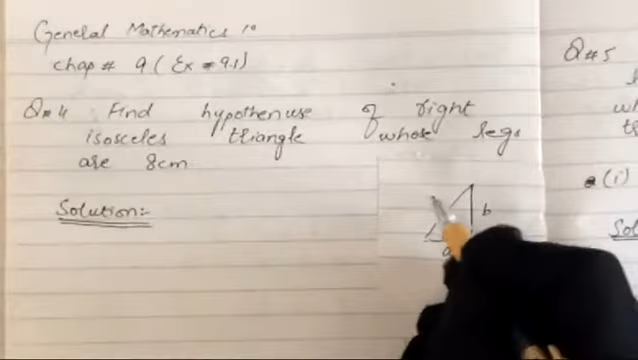 General Mathematics 10
chap # 9 ( Ex # 9.1)
Q# 4 Find hypothenuse of right
isosceles triangle whose legs
are 8cm
Solution:-
b
a
Q#5
(i)
Sol